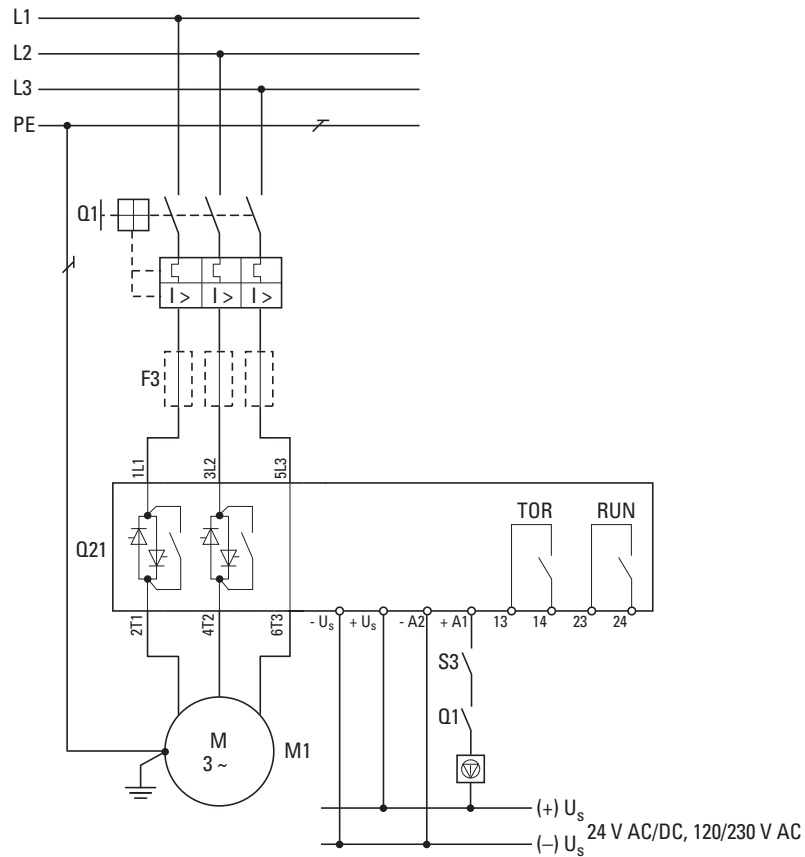 L1
L2
L3
PE
Q1
I > I > I >
F3
1L1 3L2 5L3
TOR RUN
Q21
2T1 4T2 6T3 - Us + Us - A2 + A1 13 14 23 24
S3
Q1
M
3 ~
M1
(+) Us
(–) Us 24 V AC/DC, 120/230 V AC